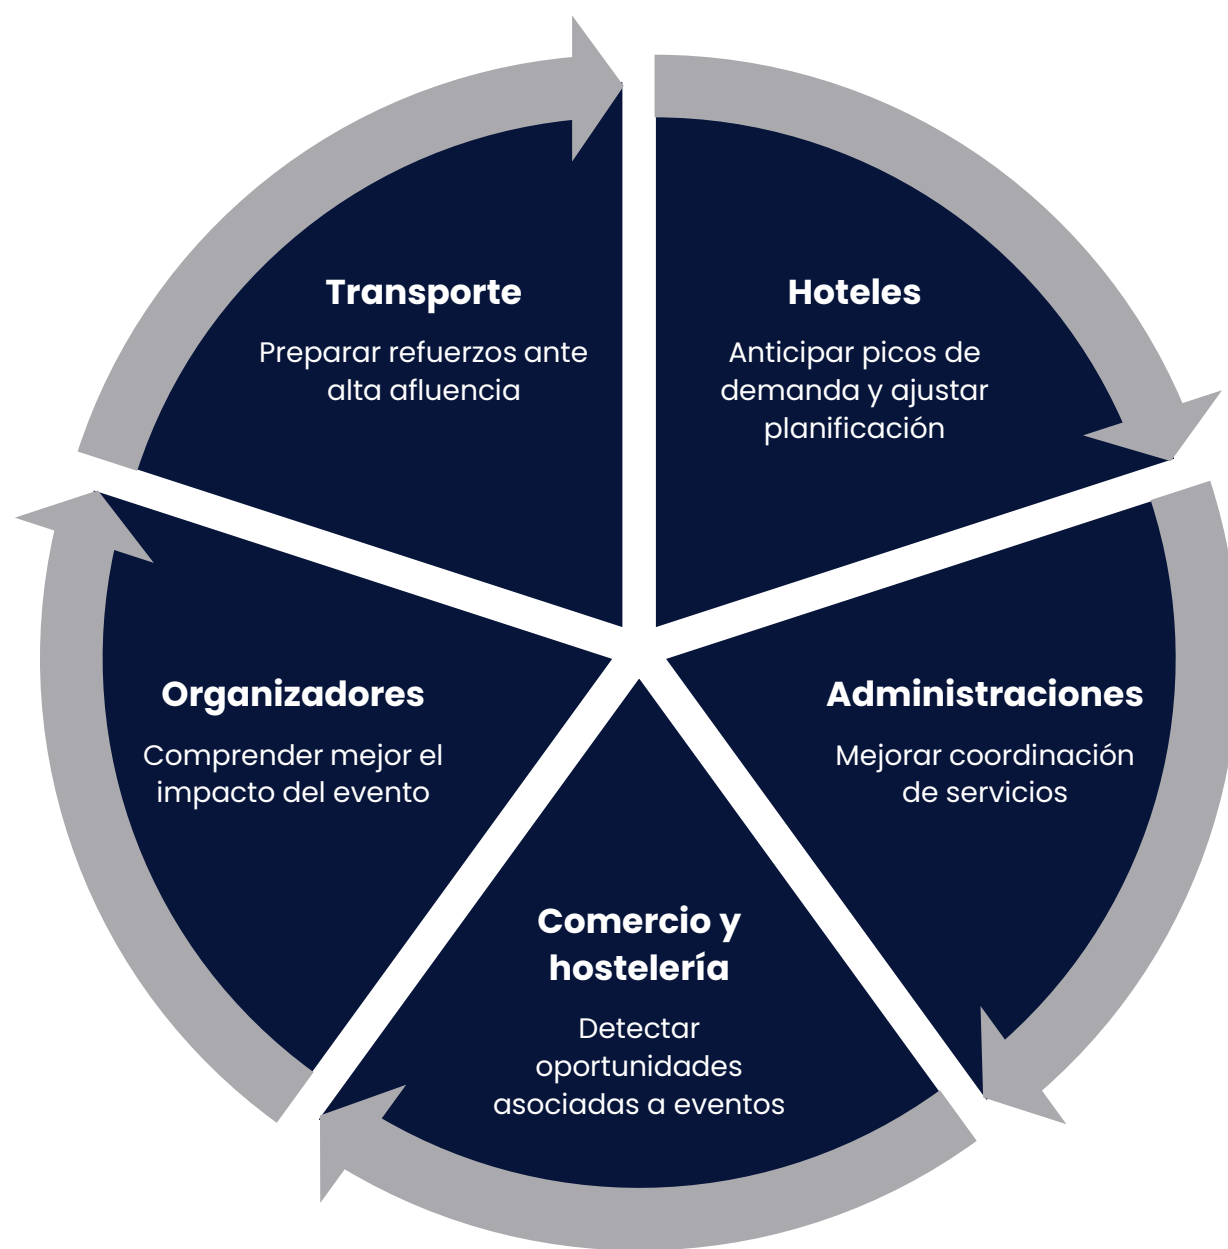 Transporte
Preparar refuerzos ante
alta afluencia
Hoteles
Anticipar picos de
demanda y ajustar
planificación
Organizadores
Comprender mejor el
impacto del evento
Administraciones
Mejorar coordinación
de servicios
Comercio y
hostelería
Detectar
oportunidades
asociadas a eventos